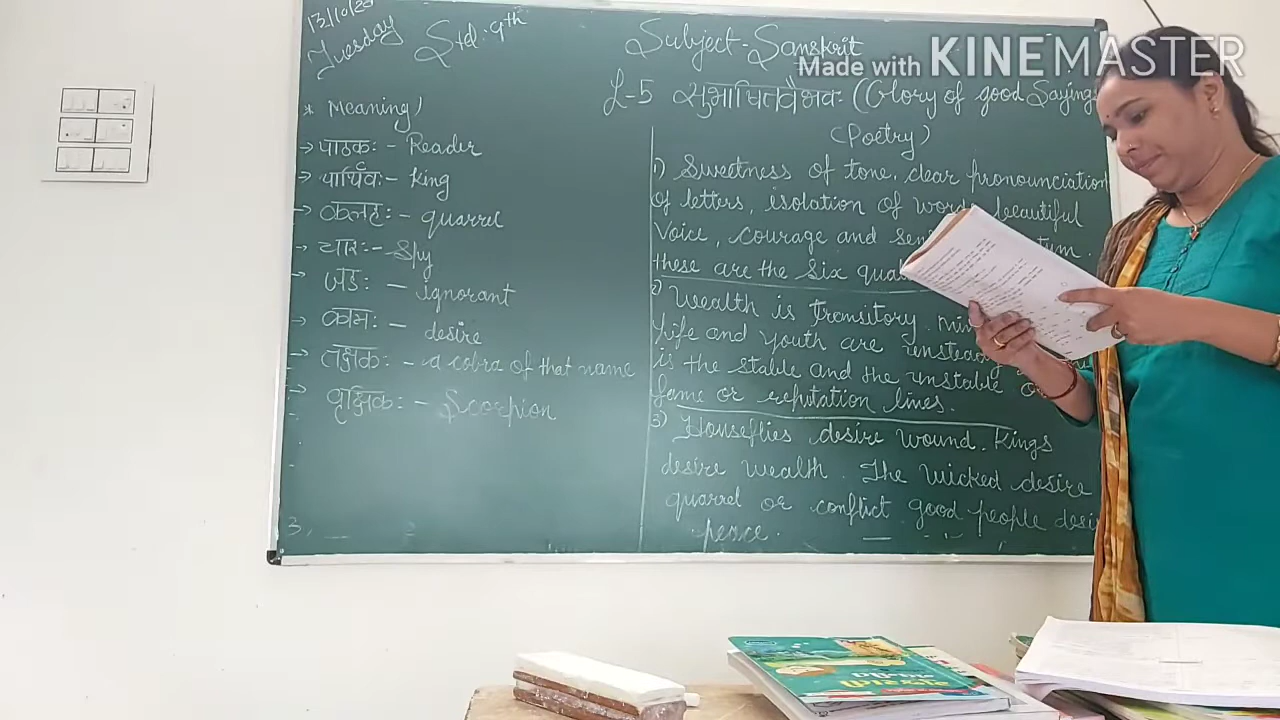 13/10/20
Tuesday
Std: 9th
Subject - Sanskrit
Made with KINEMASTER
L-5 सुभाषितवैभवः (Glory of good Sayings
(Poetry)
* Meaning /
→ पाठकः - Reader
→ पार्थिवः - King
→ कलहः - quarrel
→ चारः - Spy
→ जडः - ignorant
→ कामः - desire
→ तक्षकः - a cobra of that name
→ वृश्चिकः - Scorpion
1) Sweetness of tone, clear pronounciation
of letters, isolation of word, beautiful
Voice, courage and
these are the six
2) Wealth is transitory.
life and youth are
is the stable and the unstable
fame or reputation lines.
3) Houseflies desire wound. Kings
desire wealth. The wicked desire
quarrel or conflict good people desi
peace.